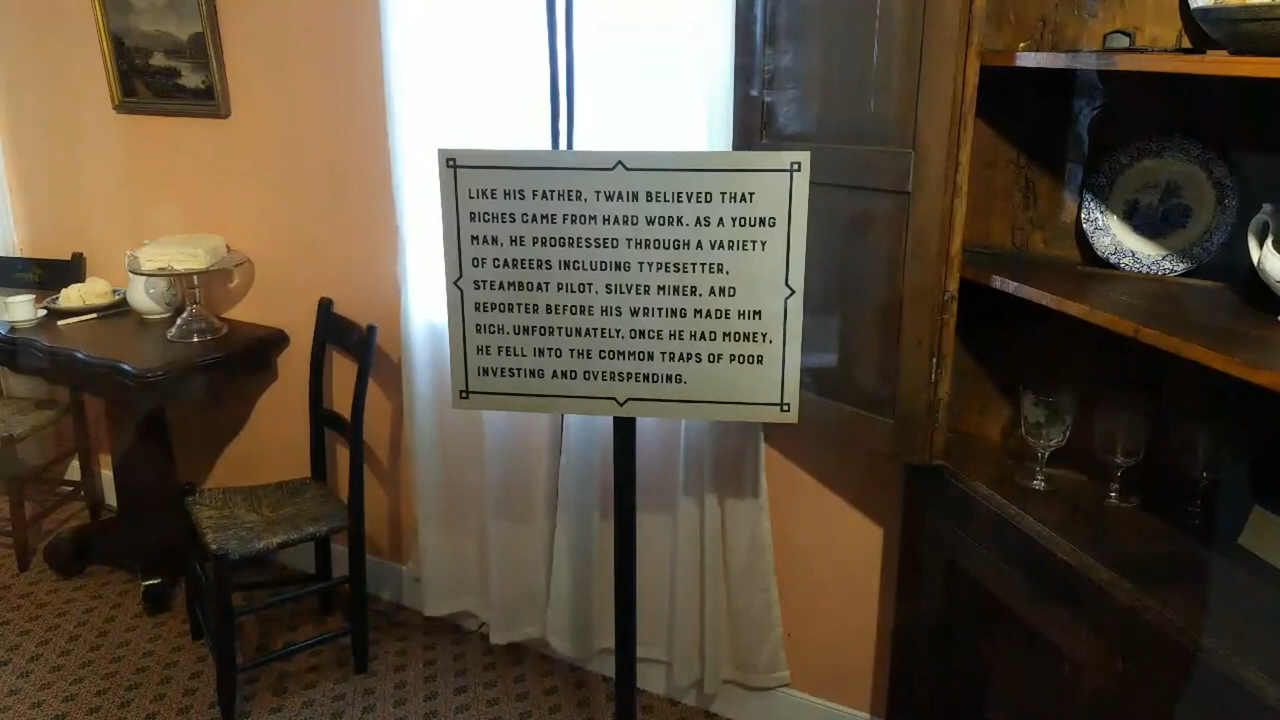 LIKE HIS FATHER, TWAIN BELIEVED THAT
RICHES CAME FROM HARD WORK. AS A YOUNG
MAN, HE PROGRESSED THROUGH A VARIETY
OF CAREERS INCLUDING TYPESETTER,
STEAMBOAT PILOT, SILVER MINER, AND
REPORTER BEFORE HIS WRITING MADE HIM
RICH. UNFORTUNATELY, ONCE HE HAD MONEY,
HE FELL INTO THE COMMON TRAPS OF POOR
INVESTING AND OVERSPENDING.